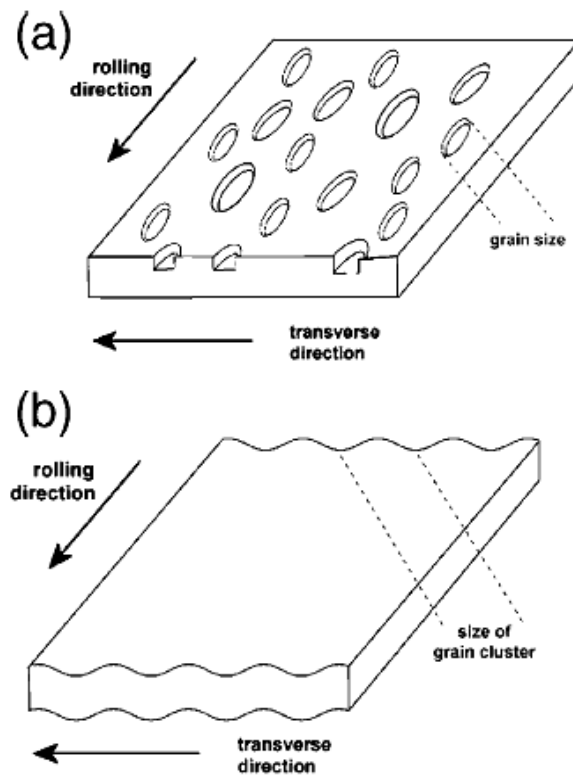 (a)
rolling
direction
grain size
transverse
direction
(b)
rolling
direction
size of
grain cluster
transverse
direction